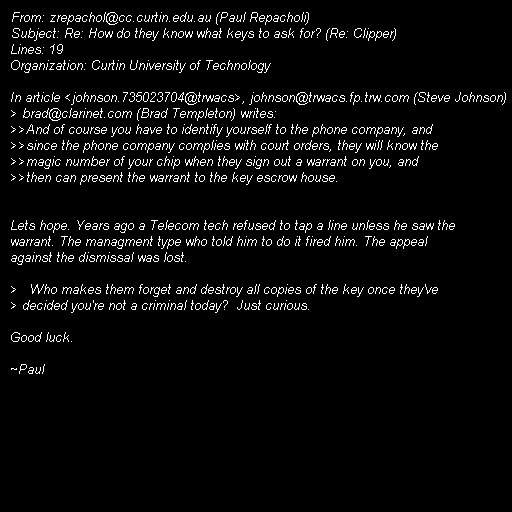 From: zrepachol@cc.curtin.edu.au (Paul Repacholi)
Subject: Re: How do they know what keys to ask for? (Re: Clipper)
Lines: 19
Organization: Curtin University of Technology

In article <johnson.735023704@trwacs>, johnson@trwacs.fp.trw.com (Steve Johnson)
> brad@clarinet.com (Brad Templeton) writes:
>>And of course you have to identify yourself to the phone company, and
>>since the phone company complies with court orders, they will know the
>>magic number of your chip when they sign out a warrant on you, and
>>then can present the warrant to the key escrow house.

Lets hope. Years ago a Telecom tech refused to tap a line unless he saw the
warrant. The managment type who told him to do it fired him. The appeal
against the dismissal was lost.

>   Who makes them forget and destroy all copies of the key once they've
> decided you're not a criminal today?  Just curious.

Good luck.

~Paul